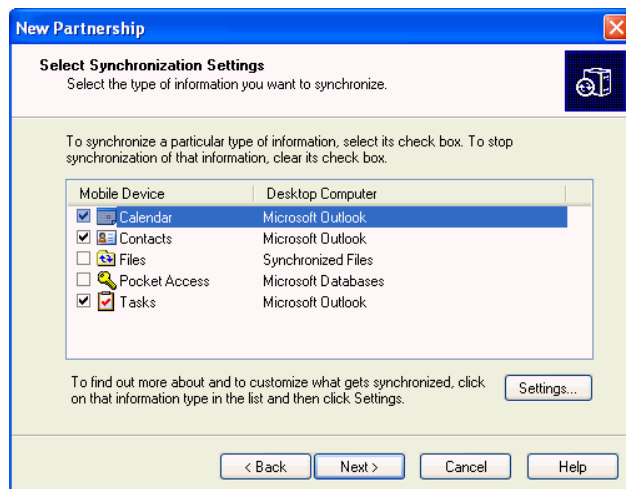 New Partnership
Select Synchronization Settings
Select the type of information you want to synchronize.
To synchronize a particular type of information, select its check box. To stop
synchronization of that information, clear its check box.
Mobile Device Desktop Computer
Calendar Microsoft Outlook
Contacts Microsoft Outlook
Files Synchronized Files
Pocket Access Microsoft Databases
Tasks Microsoft Outlook
To find out more about and to customize what gets synchronized, click
on that information type in the list and then click Settings.
Settings...
< Back Next > Cancel Help